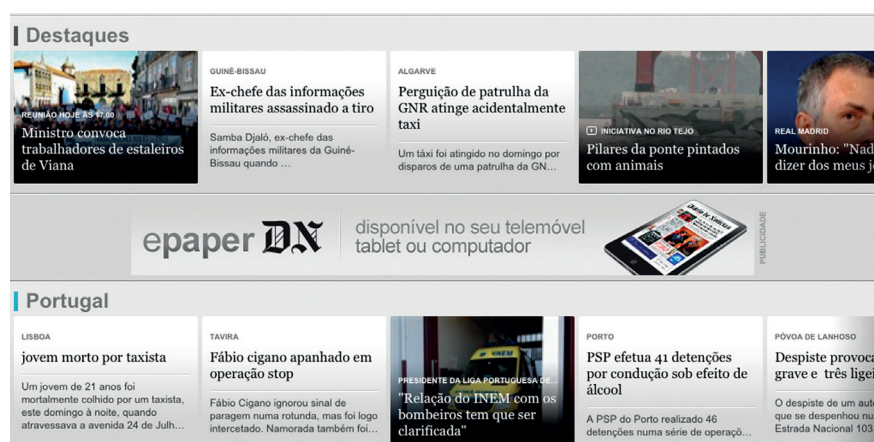 Destaques
REUNIÃO HOJE ÀS 17.00
Ministro convoca
trabalhadores de estaleiros
de Viana
GUINÉ-BISSAU
Ex-chefe das informações
militares assassinado a tiro
Samba Djaló, ex-chefe das
informações militares da Guiné-
Bissau quando ...
ALGARVE
Perguição de patrulha da
GNR atinge acidentalmente
taxi
Um táxi foi atingido no domingo por
disparos de uma patrulha da GN...
INICIATIVA NO RIO TEJO
Pilares da ponte pintados
com animais
REAL MADRID
Mourinho: "Nad
dizer dos meus
epaper DN
disponível no seu telemóvel
tablet ou computador
Diário de Notícias
PUBLICIDADE
Portugal
LISBOA
jovem morto por taxista
Um jovem de 21 anos foi
mortalmente colhido por um taxista,
este domingo à noite, quando
atravessava a avenida 24 de Julh...
TAVIRA
Fábio cigano apanhado em
operação stop
Fábio Cigano ignorou sinal de
paragem numa rotunda, mas foi logo
intercetado. Namorada também foi...
INEM
PRESIDENTE DA LIGA PORTUGUESA DE...
"Relação do INEM com os
bombeiros tem que ser
clarificada"
PORTO
PSP efetua 41 detenções
por condução sob efeito de
álcool
A PSP do Porto realizado 46
detenções numa série de operaçõ...
PÓVOA DE LANHOSO
Despiste provoca
grave e três ligei
O despiste de um aut
que se despenhou nu
Estrada Nacional 103